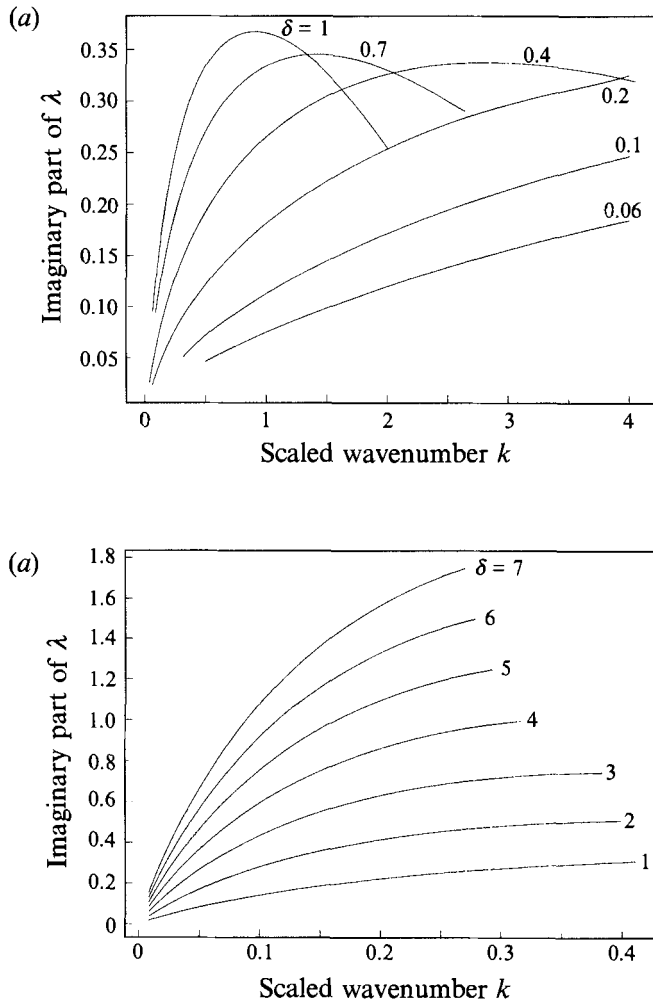 (a)
δ = 1
0.7
0.4
0.2
0.1
0.06
0.35
0.30
0.25
0.20
0.15
0.10
0.05
Imaginary part of λ
0 1 2 3 4
Scaled wavenumber k
(a)
δ = 7
6
5
4
3
2
1
1.8
1.6
1.4
1.2
1.0
0.8
0.6
0.4
0.2
0
Imaginary part of λ
0 0.1 0.2 0.3 0.4
Scaled wavenumber k